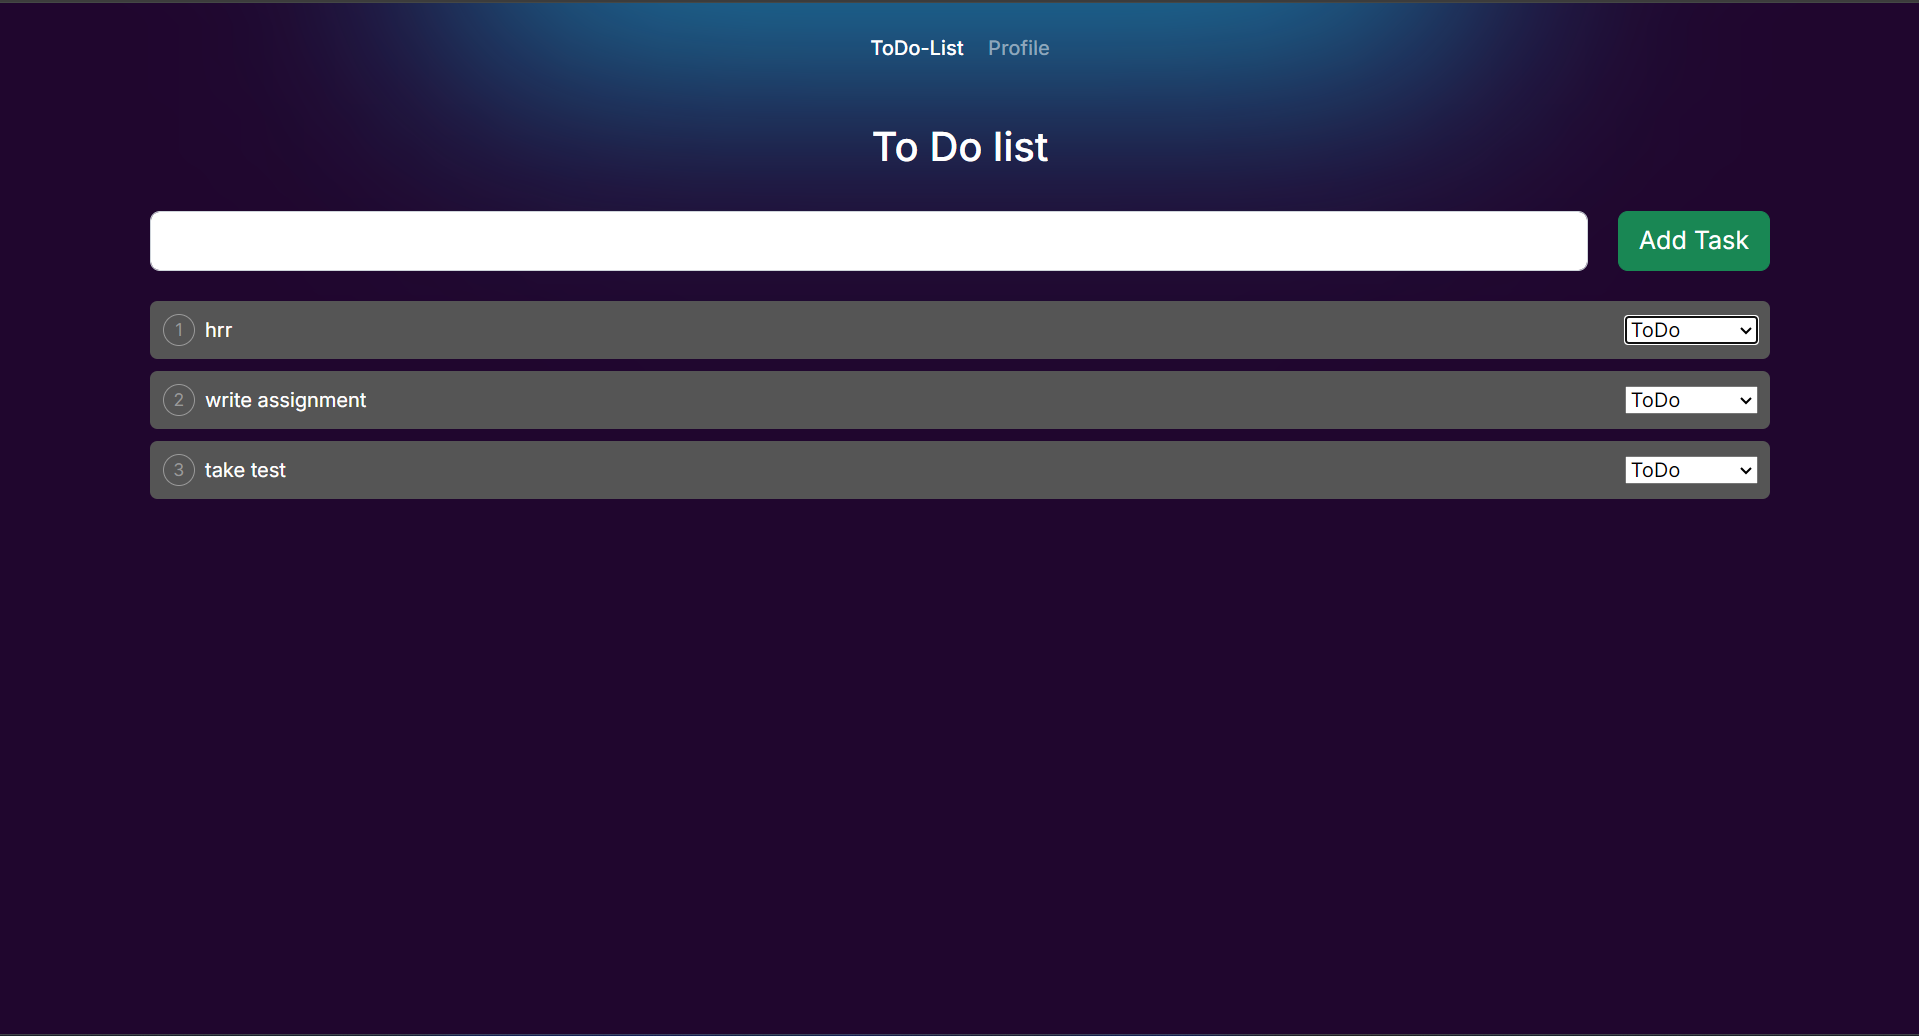 ToDo-List Profile
To Do list
Add Task
1 hrr ToDo
2 write assignment ToDo
3 take test ToDo